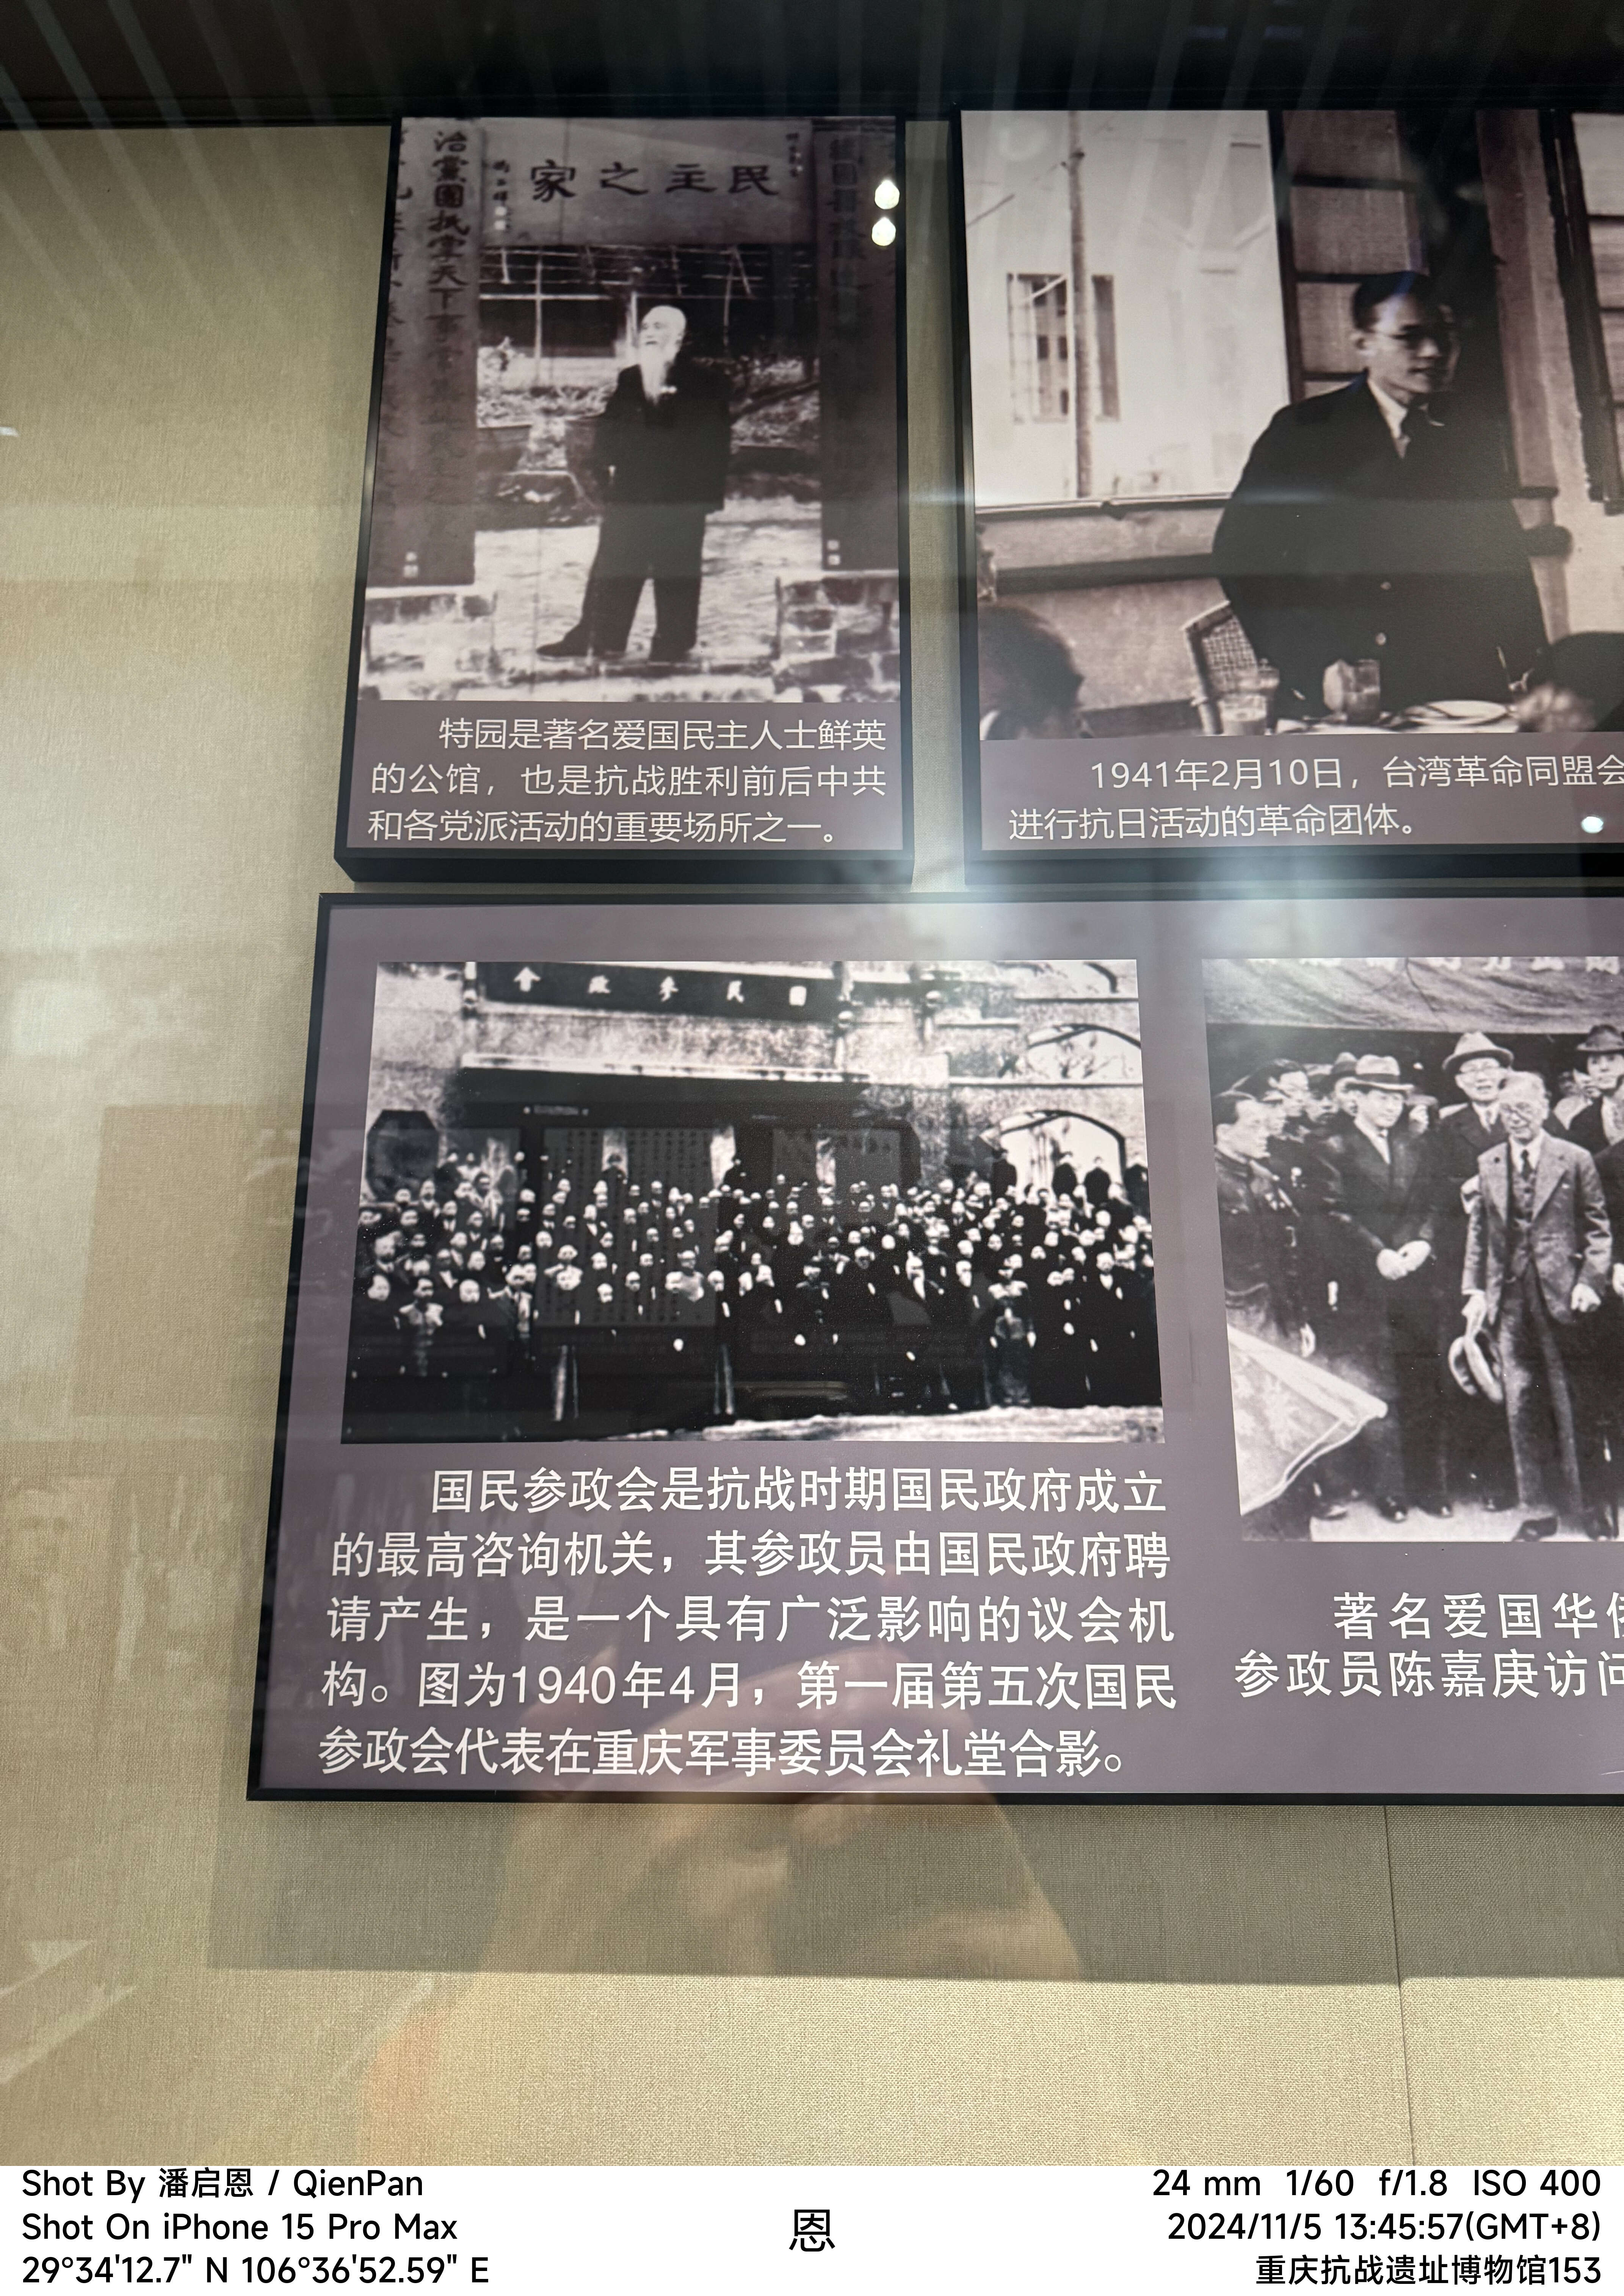 家之主民
治黨國抵掌天下事
特园是著名爱国民主人士鲜英
的公馆，也是抗战胜利前后中共
和各党派活动的重要场所之一。
1941年2月10日，台湾革命同盟会
进行抗日活动的革命团体。
會政參民國
国民参政会是抗战时期国民政府成立
的最高咨询机关，其参政员由国民政府聘
请产生，是一个具有广泛影响的议会机
构。图为1940年4月，第一届第五次国民
参政会代表在重庆军事委员会礼堂合影。
著名爱国华
参政员陈嘉庚访问
Shot By 潘启恩 / QienPan
Shot On iPhone 15 Pro Max
29°34'12.7" N 106°36'52.59" E
恩
24 mm 1/60 f/1.8 ISO 400
2024/11/5 13:45:57(GMT+8)
重庆抗战遗址博物馆153